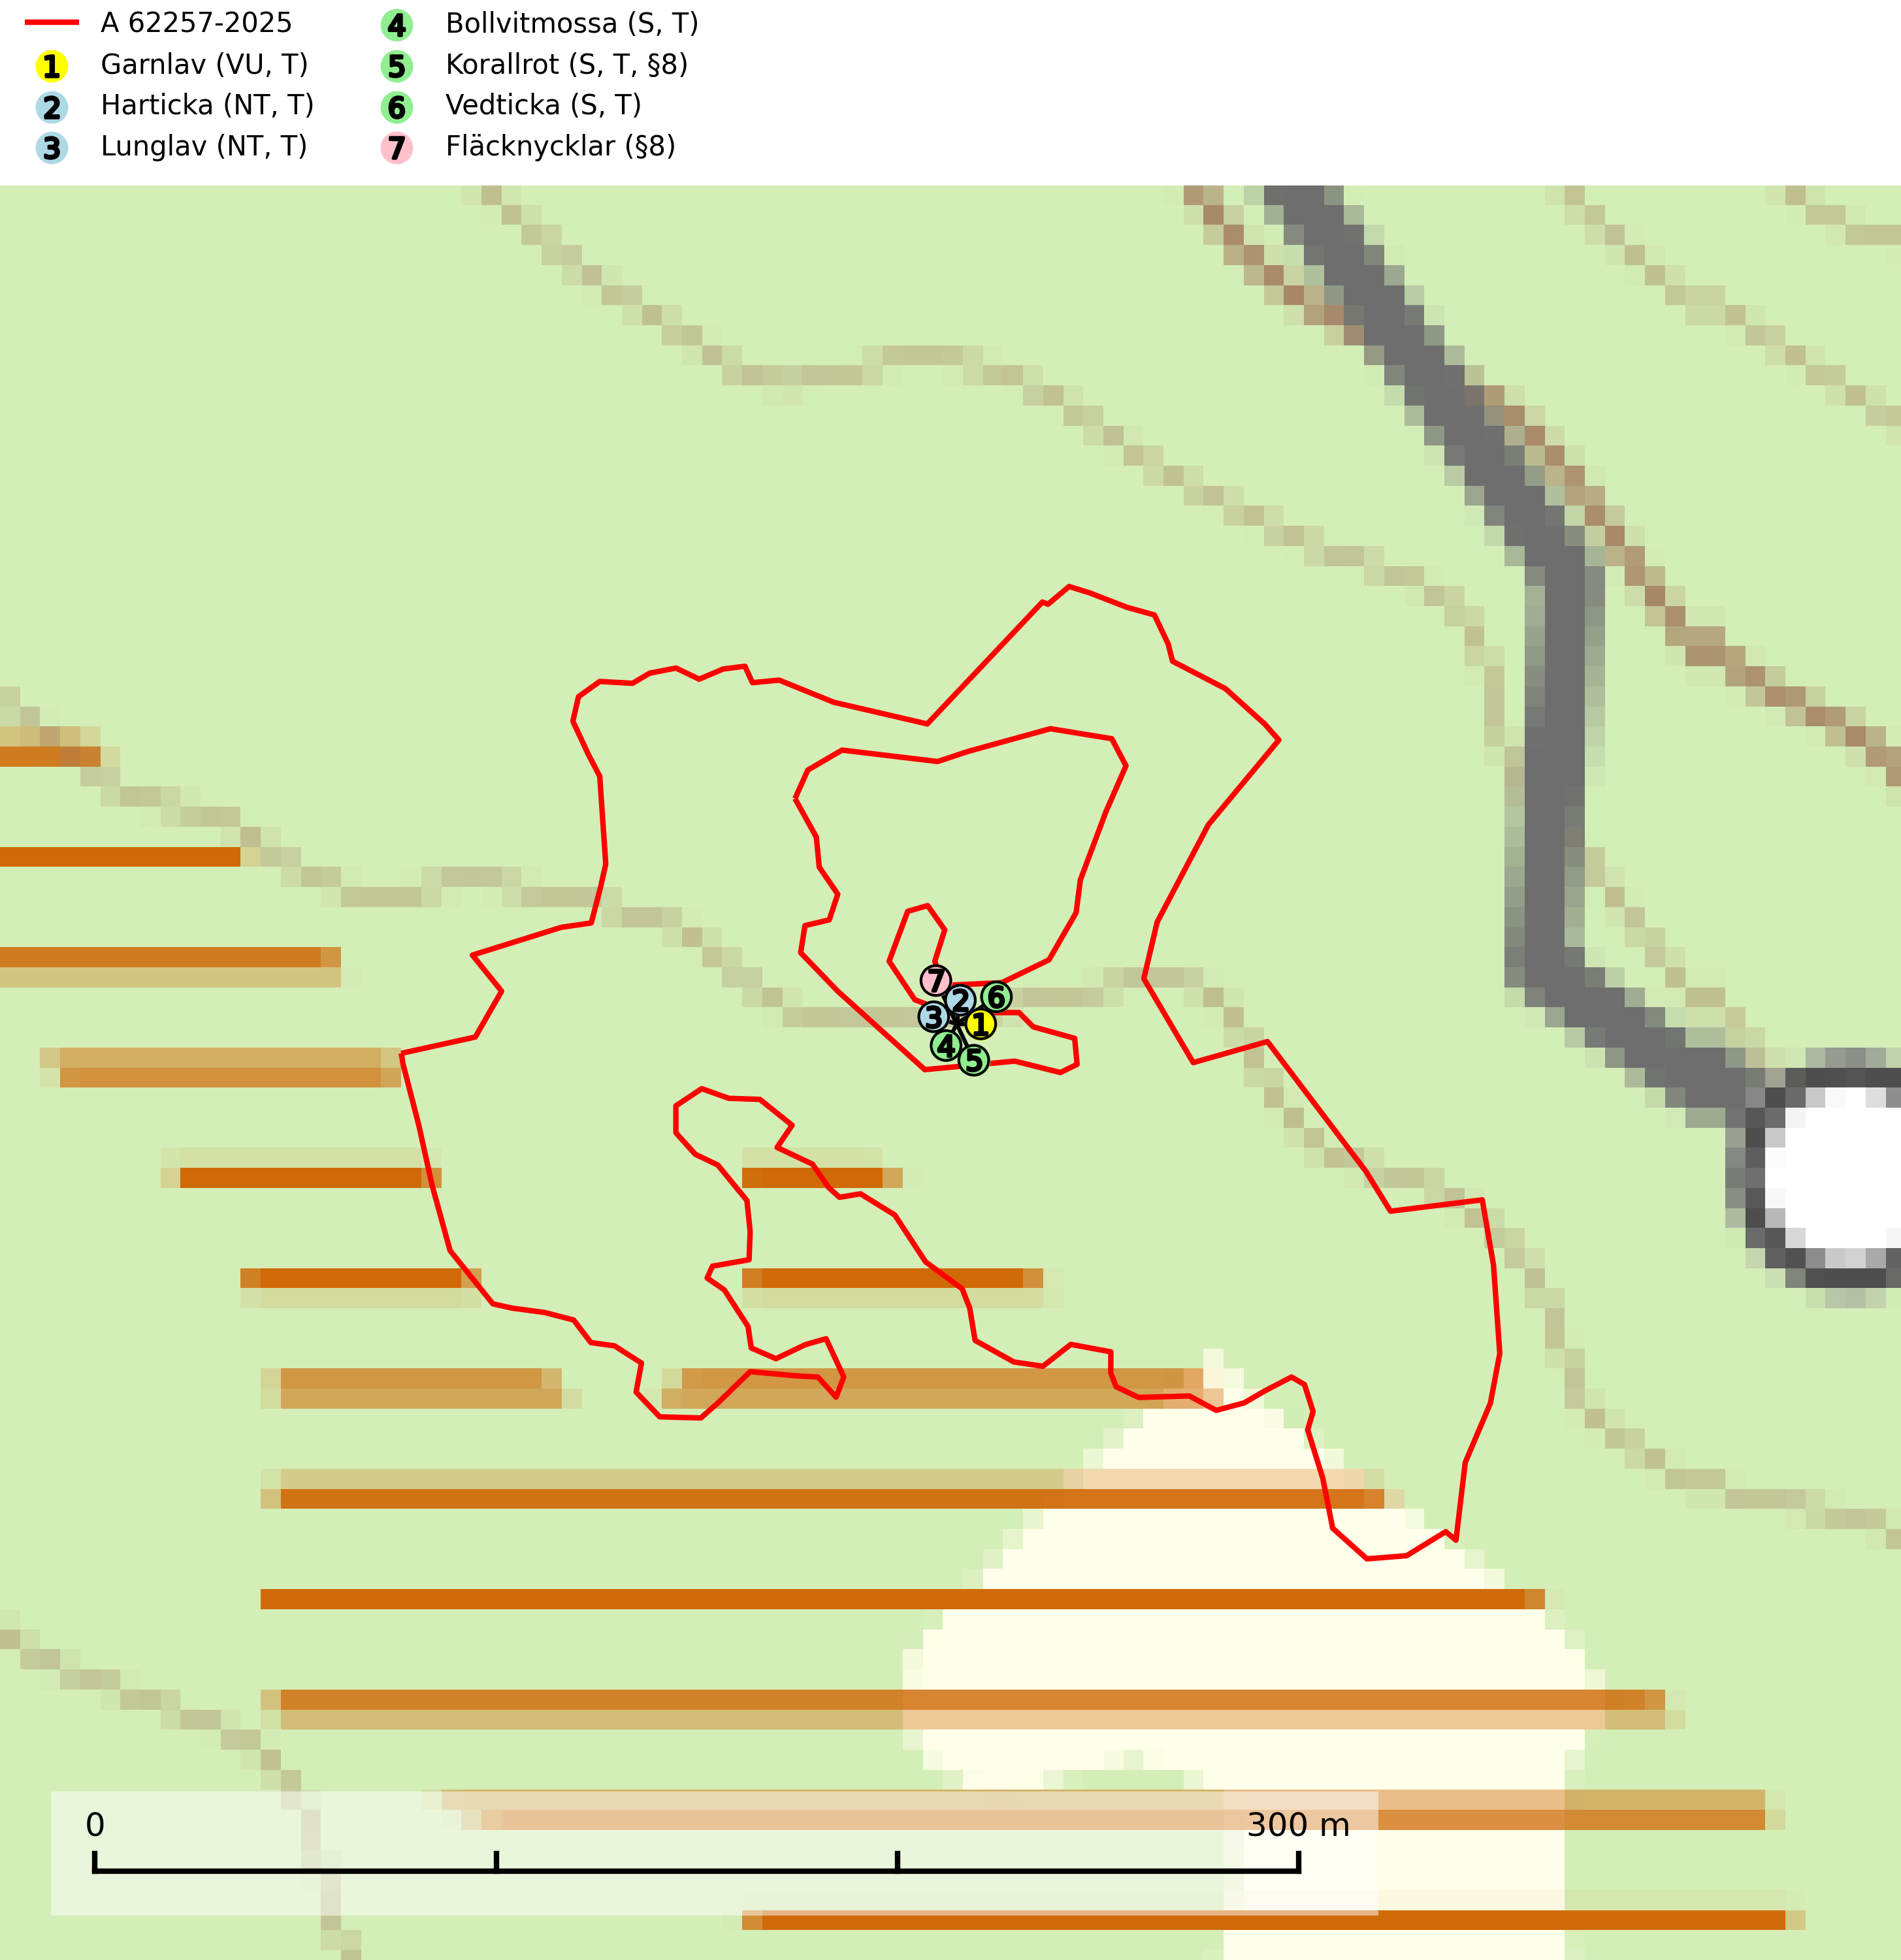 A 62257-2025
1 Garnlav (VU, T)
2 Harticka (NT, T)
3 Lunglav (NT, T)
4 Bollvitmossa (S, T)
5 Korallrot (S, T, §8)
6 Vedticka (S, T)
7 Fläcknycklar (§8)
7
2
6
3
1
4
5
0 300 m